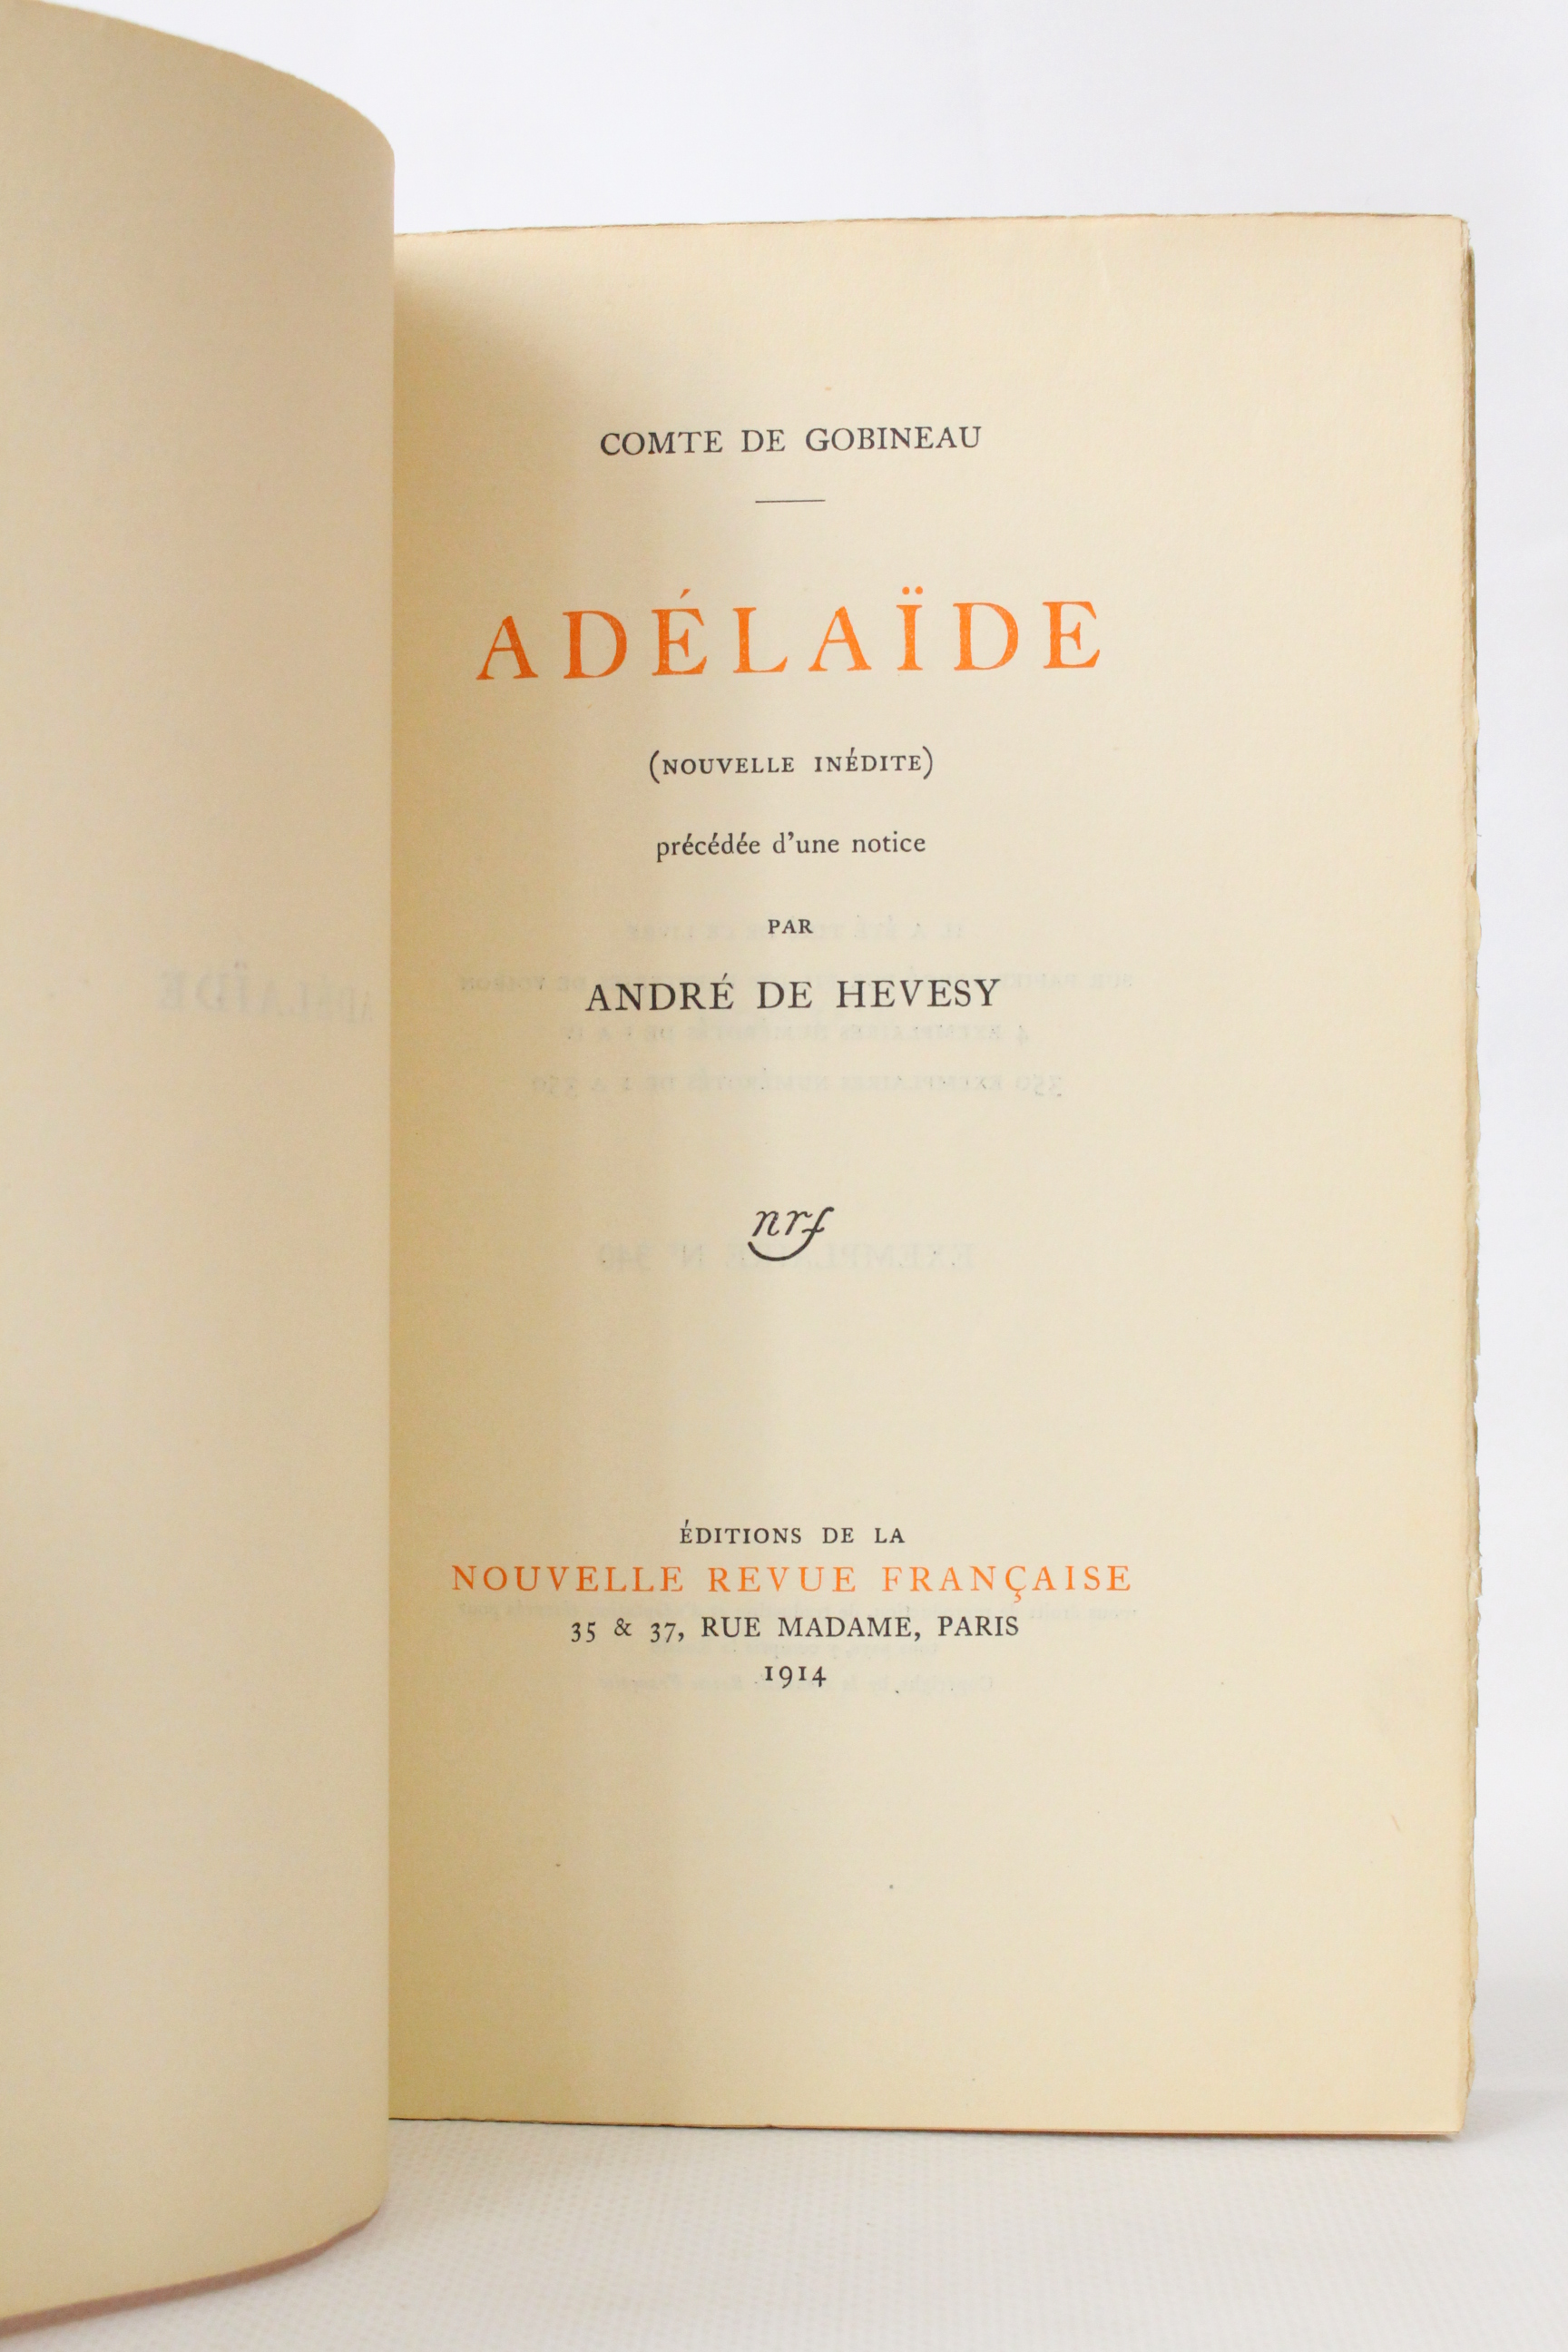 COMTE DE GOBINEAU
ADÉLAÏDE
(NOUVELLE INÉDITE)
précédée d'une notice
PAR
ANDRÉ DE HEVESY
nrf
ÉDITIONS DE LA
NOUVELLE REVUE FRANÇAISE
35 & 37, RUE MADAME, PARIS
1914